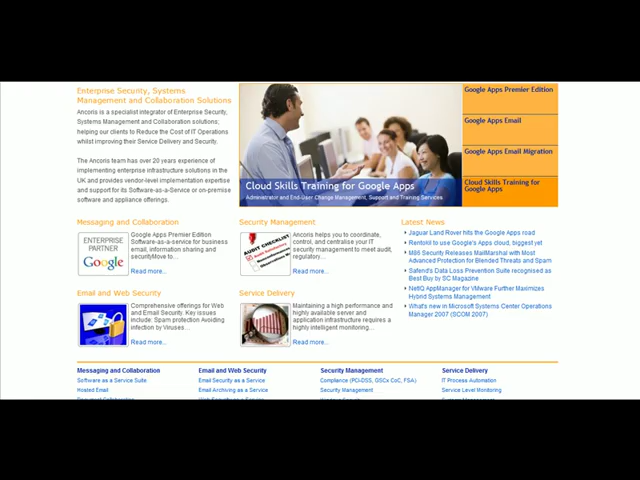 Enterprise Security, Systems
Management and Collaboration Solutions
Ancoris is a specialist integrator of Enterprise Security,
Systems Management and Collaboration solutions;
helping our clients to Reduce the Cost of IT Operations
whilst improving their Service Delivery and Security.
The Ancoris team has over 20 years experience of
implementing enterprise infrastructure solutions in the
UK and provides vendor-level implementation expertise
and support for its Software-as-a-Service or on-premise
software and appliance offerings.
Cloud Skills Training for Google Apps
Administrator and End-User Change Management, Support and Training Services
Google Apps Premier Edition
Google Apps Email
Google Apps Email Migration
Cloud Skills Training for
Google Apps
Messaging and Collaboration
ENTERPRISE
PARTNER
Google
Google Apps Premier Edition
Software-as-a-service for business
email, information sharing and
securityMove to...
Read more...
Security Management
AUDIT CHECKLIST
Ancoris helps you to coordinate,
control, and centralise your IT
security management to meet audit,
regulatory...
Read more...
Latest News
Jaguar Land Rover hits the Google Apps road
Rentokil to use Google's Apps cloud, biggest yet
M86 Security Releases MailMarshal with Most
Advanced Protection for Blended Threats and Spam
Safend's Data Loss Prevention Suite recognised as
Best Buy by SC Magazine
NetIQ AppManager for VMware Further Maximizes
Hybrid Systems Management
What's new in Microsoft Systems Center Operations
Manager 2007 (SCOM 2007)
Email and Web Security
Comprehensive offerings for Web
and Email Security. Key issues
include: Spam protection Avoiding
infection by Viruses...
Read more...
Service Delivery
Maintaining a high performance and
highly available server and
application infrastructure requires a
highly intelligent monitoring...
Read more...
Messaging and Collaboration
Software as a Service Suite
Hosted Email
Email and Web Security
Email Security as a Service
Email Archiving as a Service
Security Management
Compliance (PCI-DSS, GSCx CoC, FSA)
Security Management
Service Delivery
IT Process Automation
Service Level Monitoring